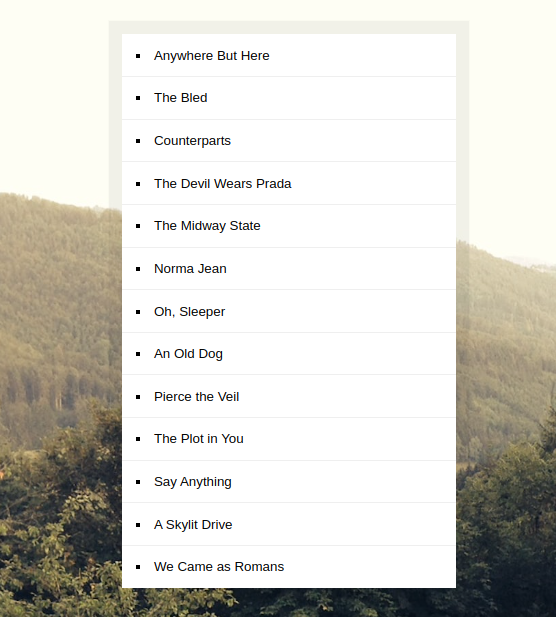 Anywhere But Here
The Bled
Counterparts
The Devil Wears Prada
The Midway State
Norma Jean
Oh, Sleeper
An Old Dog
Pierce the Veil
The Plot in You
Say Anything
A Skylit Drive
We Came as Romans